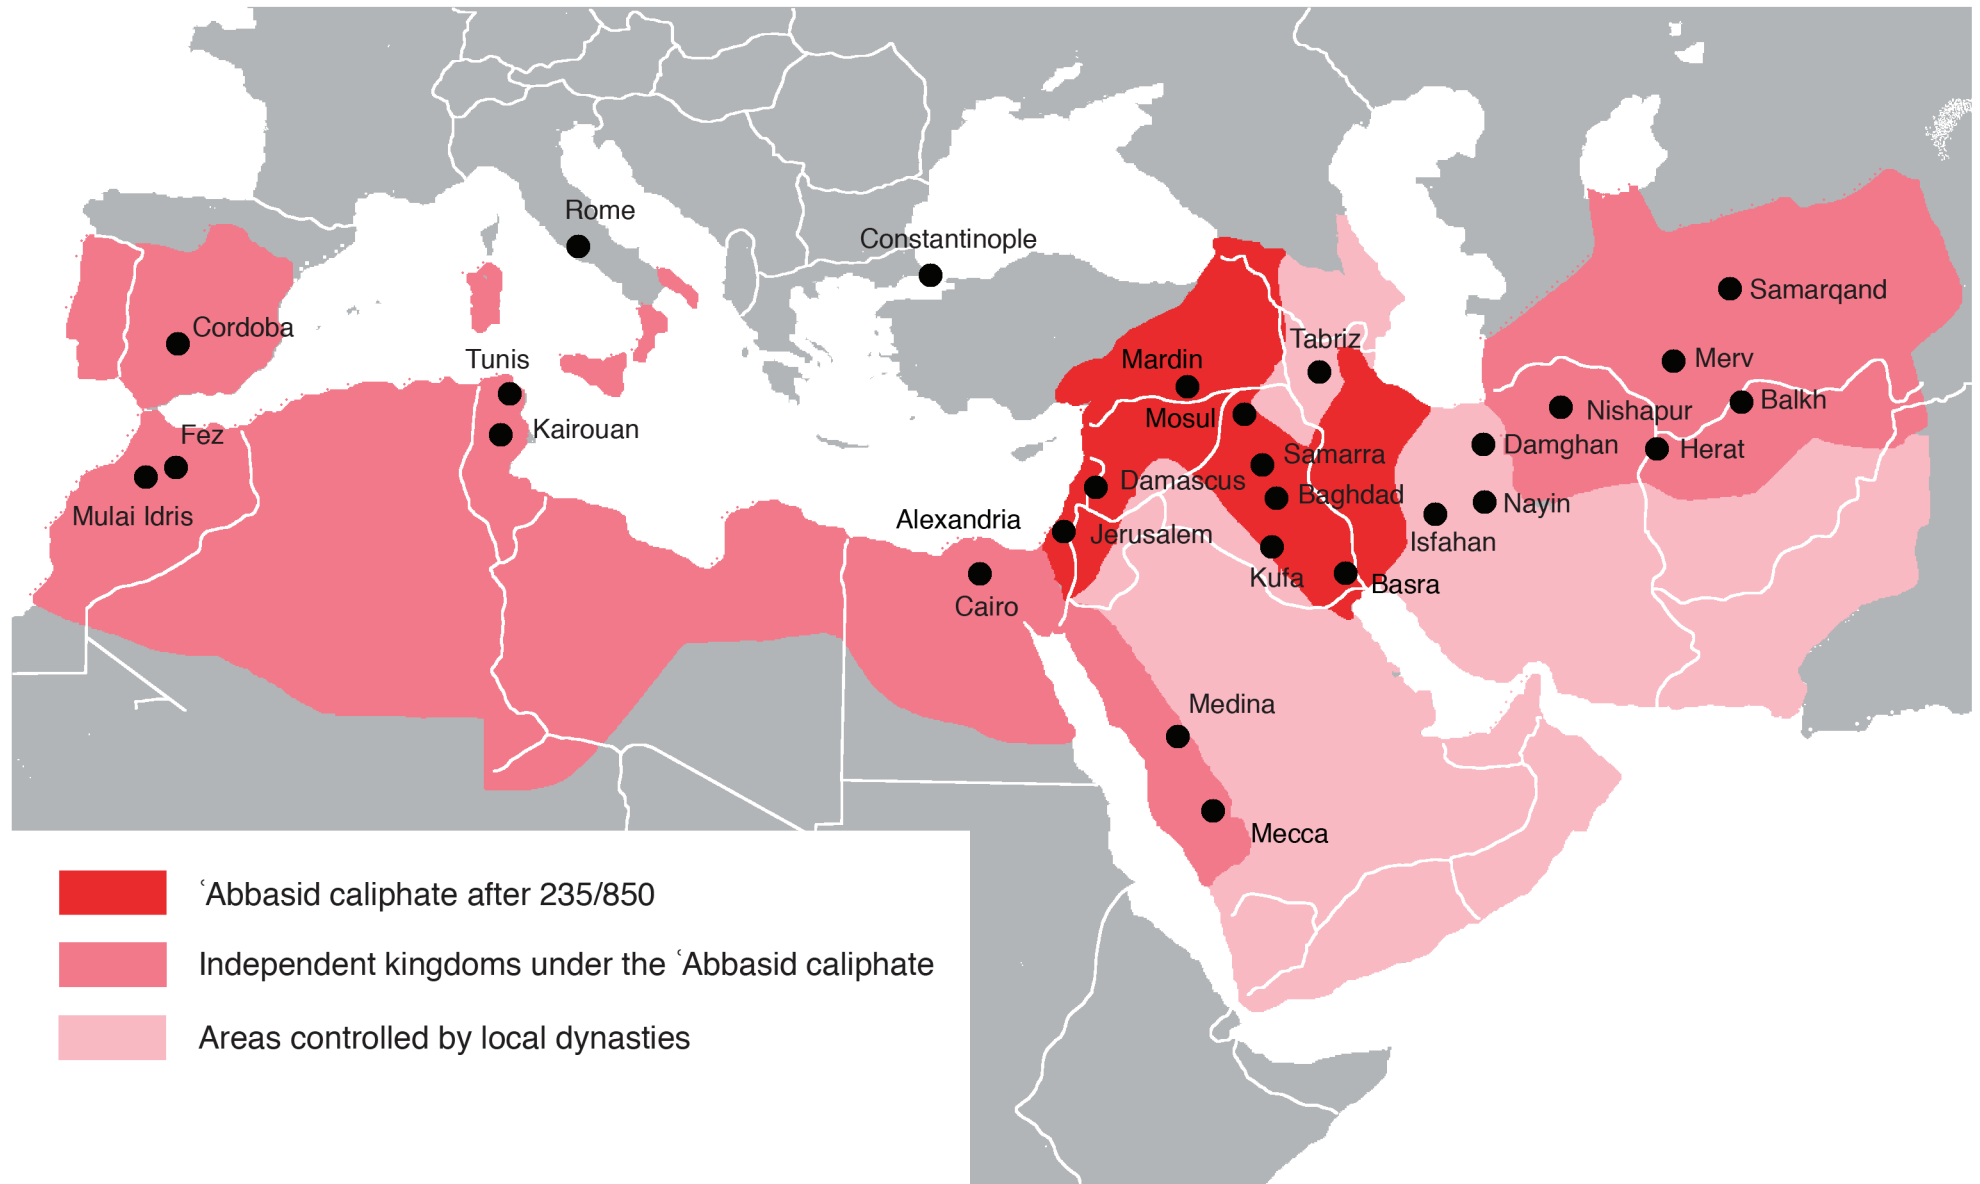 Rome
Constantinople
Samarqand
Cordoba
Tabriz
Tunis
Mardin
Merv
Balkh
Nishapur
Mosul
Kairouan
Fez
Damghan
Herat
Samarra
Damascus
Baghdad
Nayin
Mulai Idris
Alexandria
Jerusalem
Isfahan
Kufa
Basra
Cairo
Medina
Mecca
ʿAbbasid caliphate after 235/850
Independent kingdoms under the ʿAbbasid caliphate
Areas controlled by local dynasties